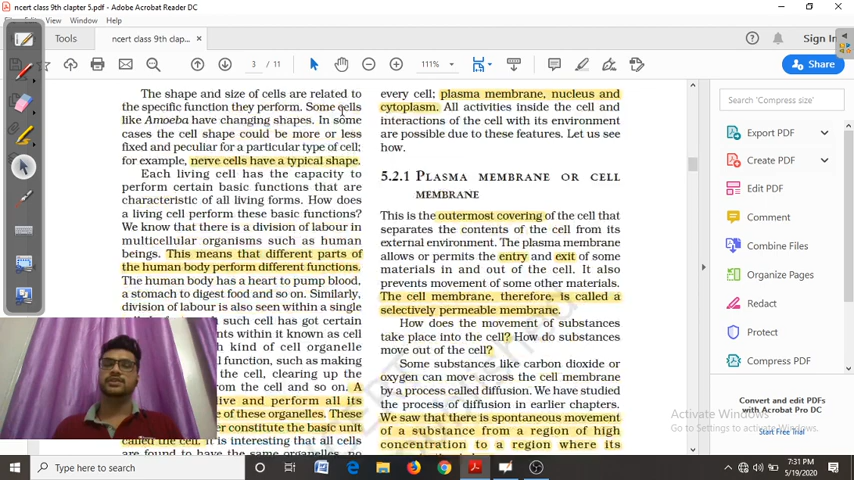 ncert class 9th chapter 5.pdf - Adobe Acrobat Reader DC
File Edit View Window Help
Tools
ncert class 9th clap... ×
Sign In
3 / 11
111%
Share
The shape and size of cells are related to
the specific function they perform. Some cells
like Amoeba have changing shapes. In some
cases the cell shape could be more or less
fixed and peculiar for a particular type of cell;
for example, nerve cells have a typical shape.
Each living cell has the capacity to
perform certain basic functions that are
characteristic of all living forms. How does
a living cell perform these basic functions?
We know that there is a division of labour in
multicellular organisms such as human
beings. This means that different parts of
the human body perform different functions.
The human body has a heart to pump blood,
a stomach to digest food and so on. Similarly,
division of labour is also seen within a single
such cell has got certain
within it known as cell
kind of cell organelle
function, such as making
the cell, clearing up the
from the cell and so on. A
live and perform all its
of these organelles. These
constitute the basic unit
called the cell. It is interesting that all cells
are found to have the same organelles, no
every cell; plasma membrane, nucleus and
cytoplasm. All activities inside the cell and
interactions of the cell with its environment
are possible due to these features. Let us see
how.
5.2.1 PLASMA MEMBRANE OR CELL
MEMBRANE
This is the outermost covering of the cell that
separates the contents of the cell from its
external environment. The plasma membrane
allows or permits the entry and exit of some
materials in and out of the cell. It also
prevents movement of some other materials.
The cell membrane, therefore, is called a
selectively permeable membrane.
How does the movement of substances
take place into the cell? How do substances
move out of the cell?
Some substances like carbon dioxide or
oxygen can move across the cell membrane
by a process called diffusion. We have studied
the process of diffusion in earlier chapters.
We saw that there is spontaneous movement
of a substance from a region of high
concentration to a region where its
Search 'Compress'
Export PDF
Create PDF
Edit PDF
Comment
Combine Files
Organize Pages
Redact
Protect
Compress PDF
Convert and edit PDFs
with Acrobat Pro DC
Start Free Trial
Activate Windows
Go to Settings to activate Windows.
Type here to search
7:31 PM
5/19/2020